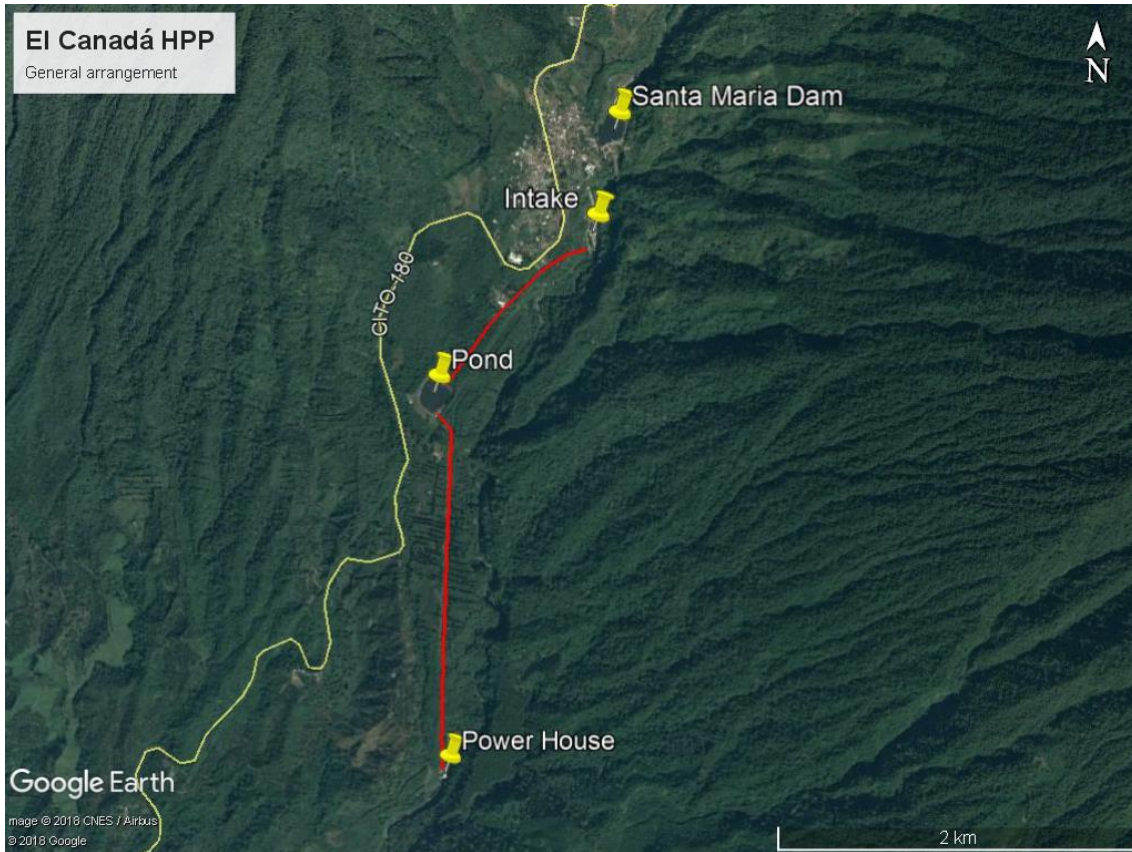 El Canadá HPP
General arrangement
N
Santa Maria Dam
Intake
CITO-180
Pond
Power House
Google Earth
mage © 2018 CNES / Airbus
© 2018 Google
2 km